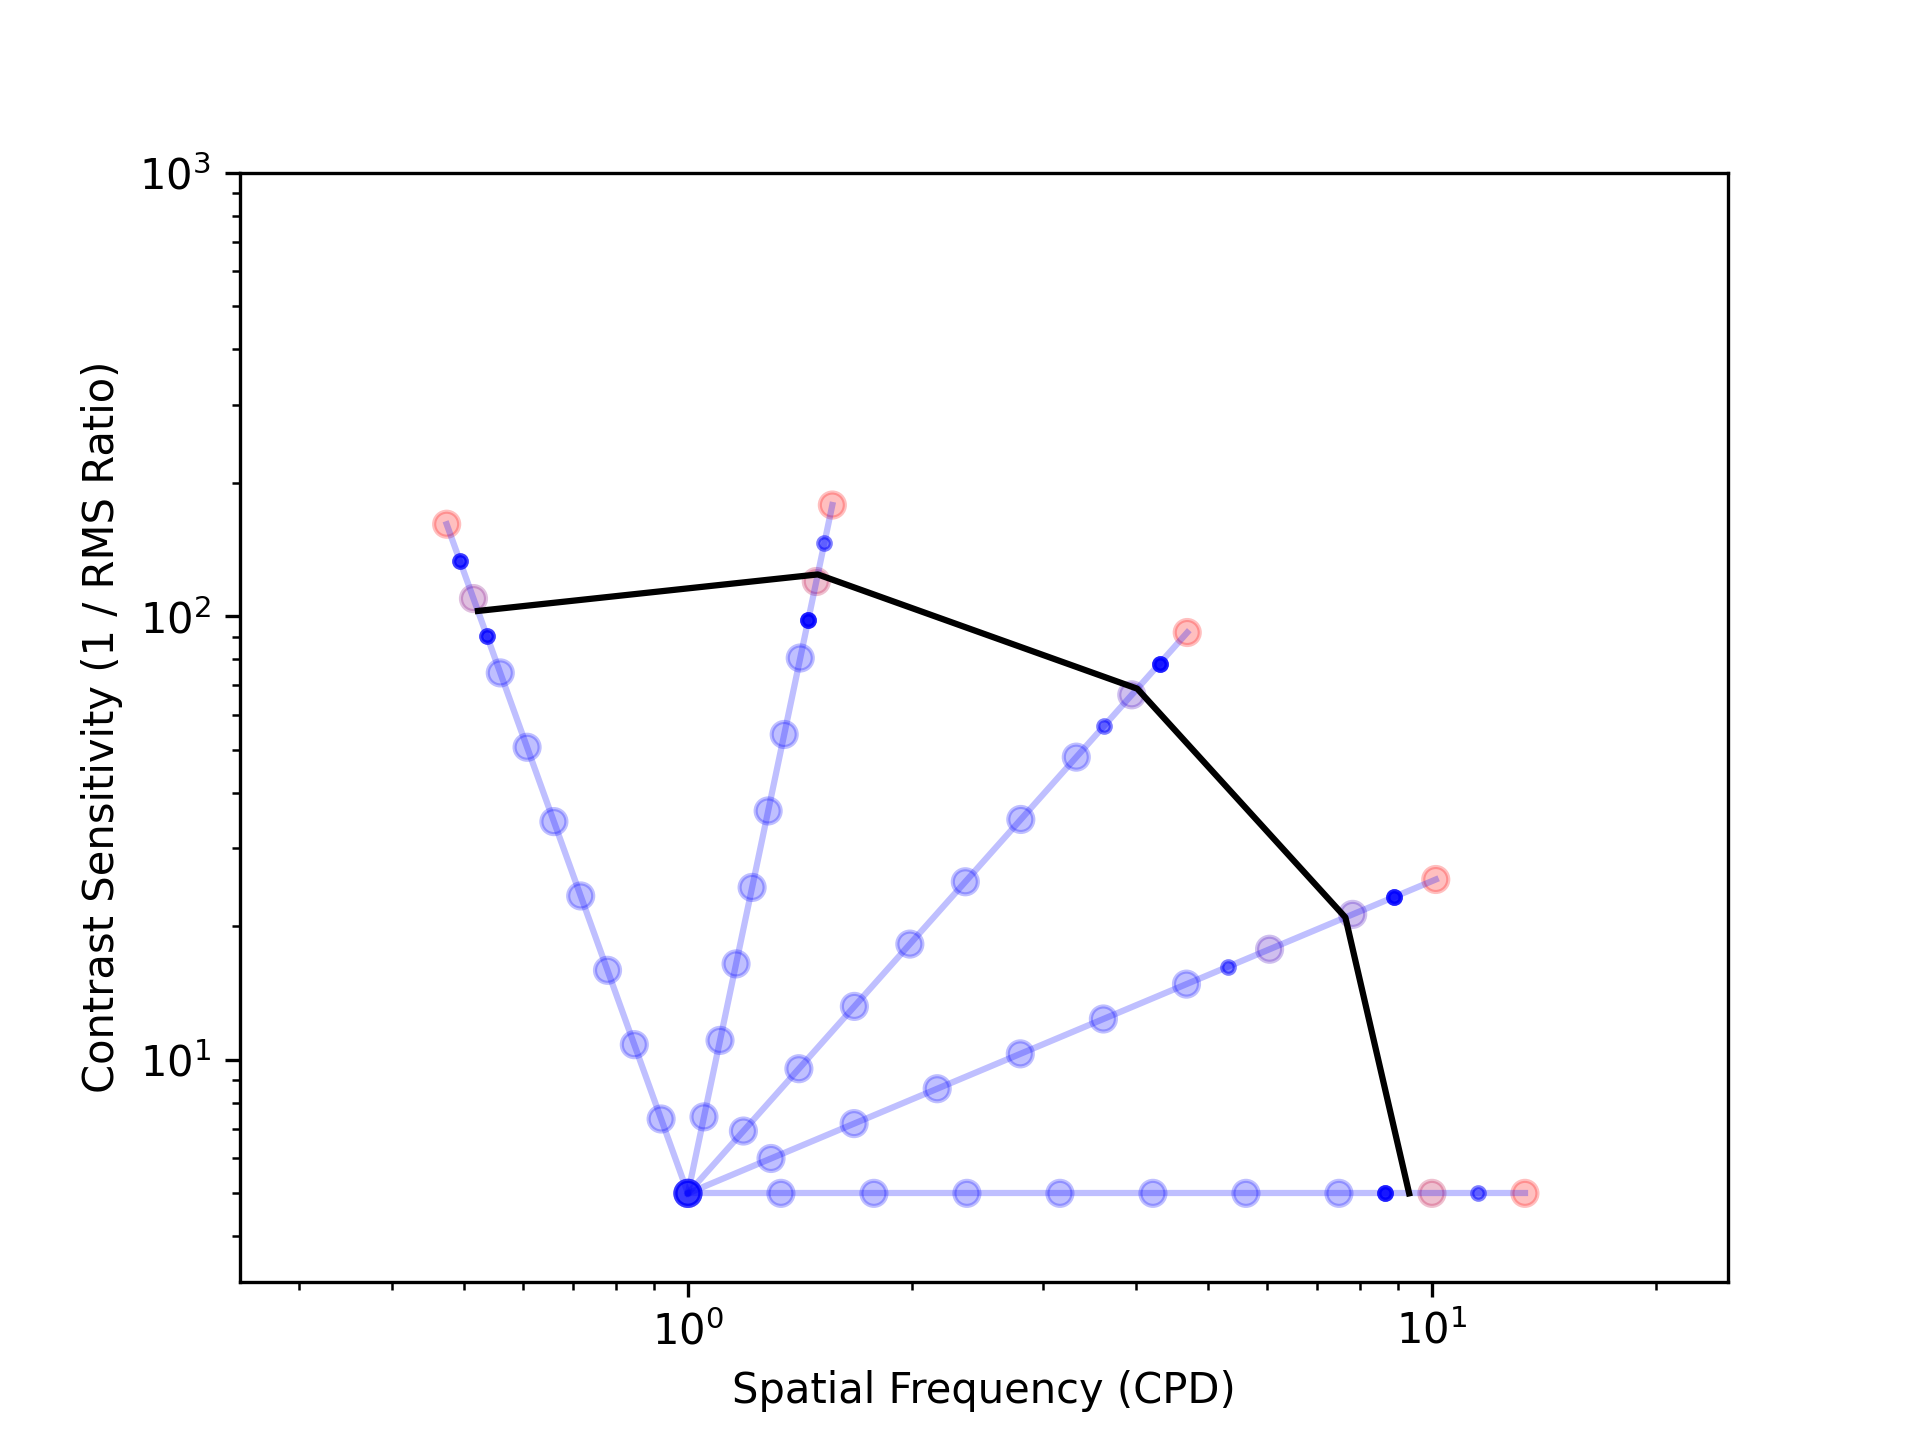 10³
10²
10¹
Contrast Sensitivity (1 / RMS Ratio)
10⁰
10¹
Spatial Frequency (CPD)